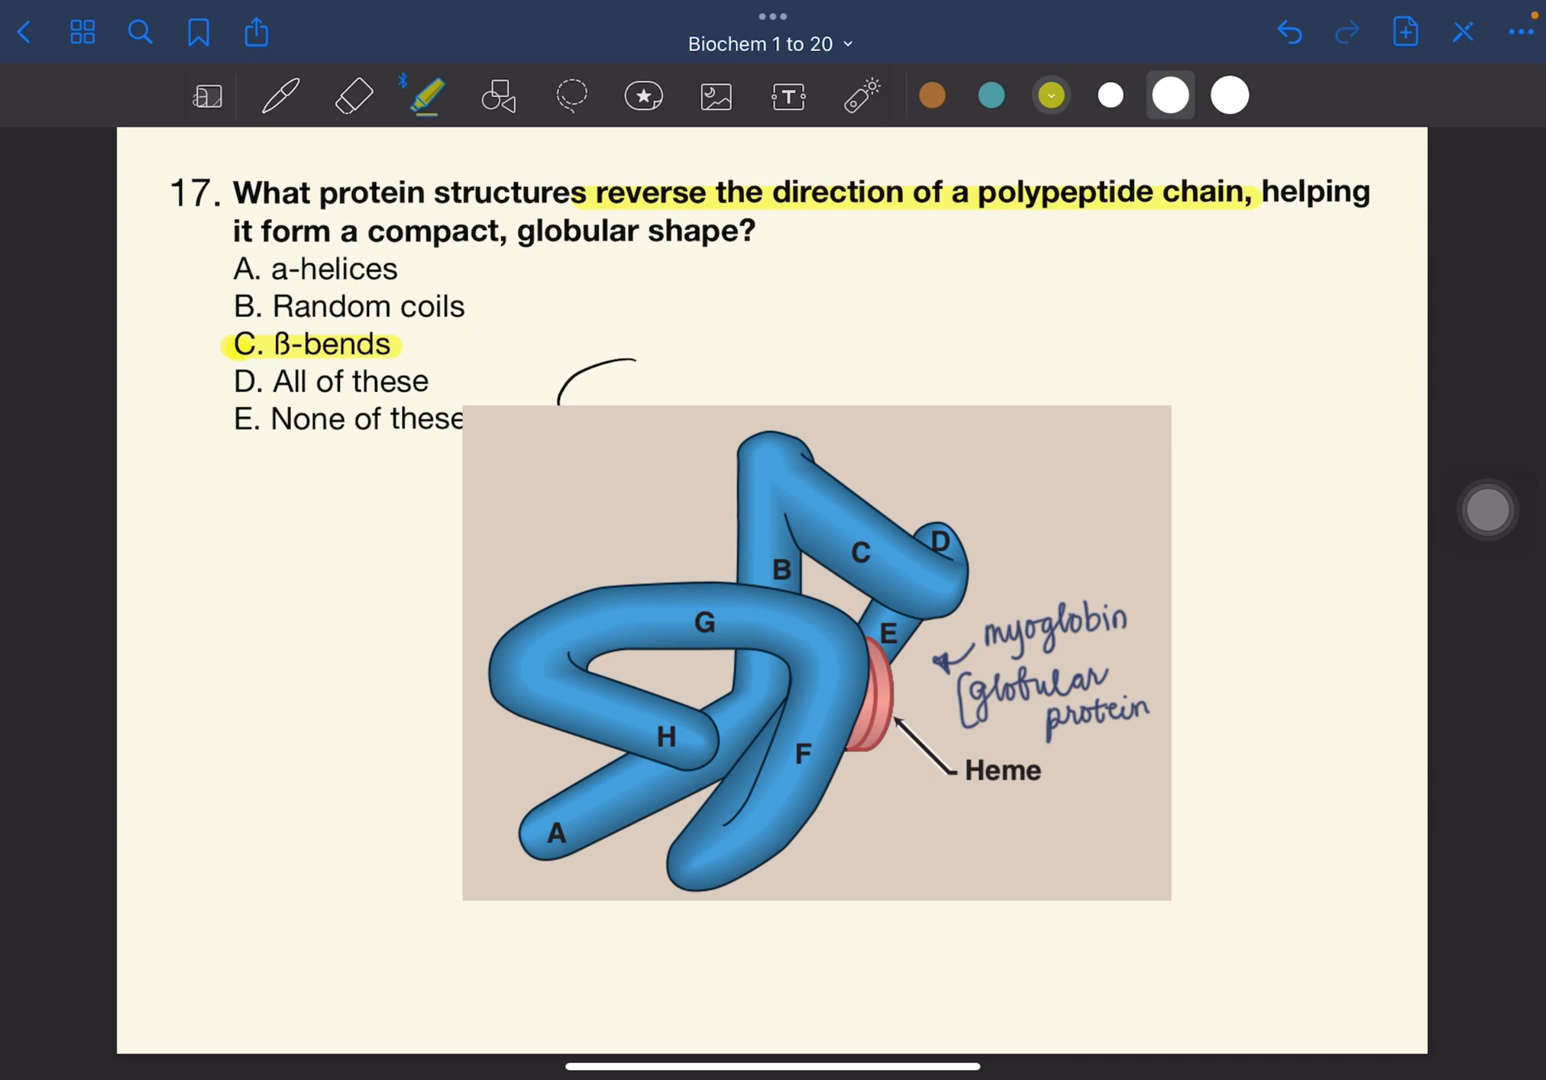 Biochem 1 to 20
17. What protein structures reverse the direction of a polypeptide chain, helping
it form a compact, globular shape?
A. a-helices
B. Random coils
C. ß-bends
D. All of these
E. None of these
D
C
B
G
E
myoglobin
globular
protein
H
F
Heme
A